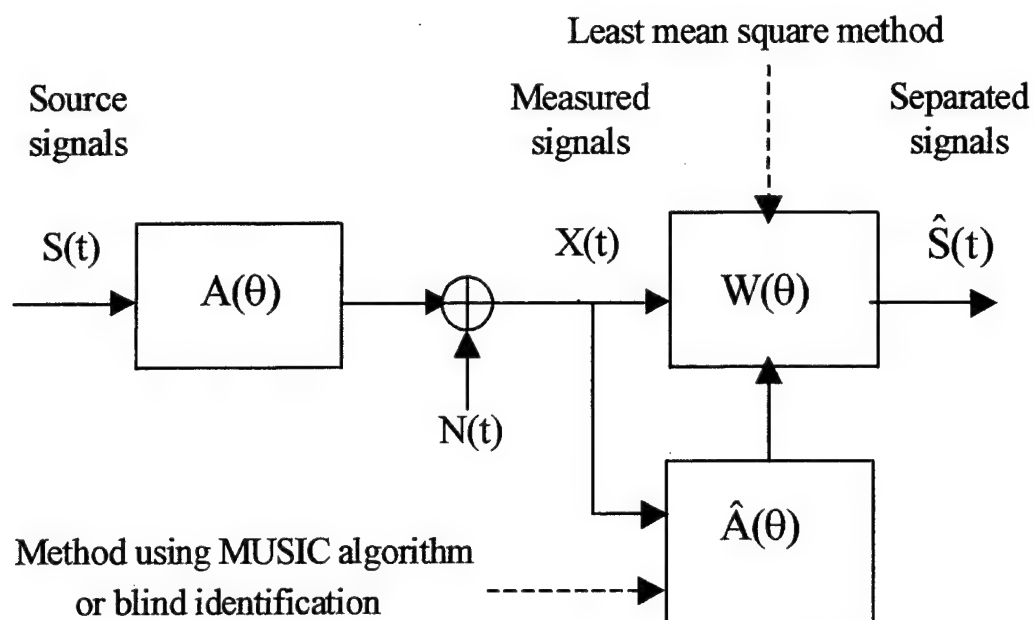 Least mean square method
Source
signals
Measured
signals
Separated
signals
S(t)
A(θ)
X(t)
W(θ)
Ŝ(t)
N(t)
Â(θ)
Method using MUSIC algorithm
or blind identification